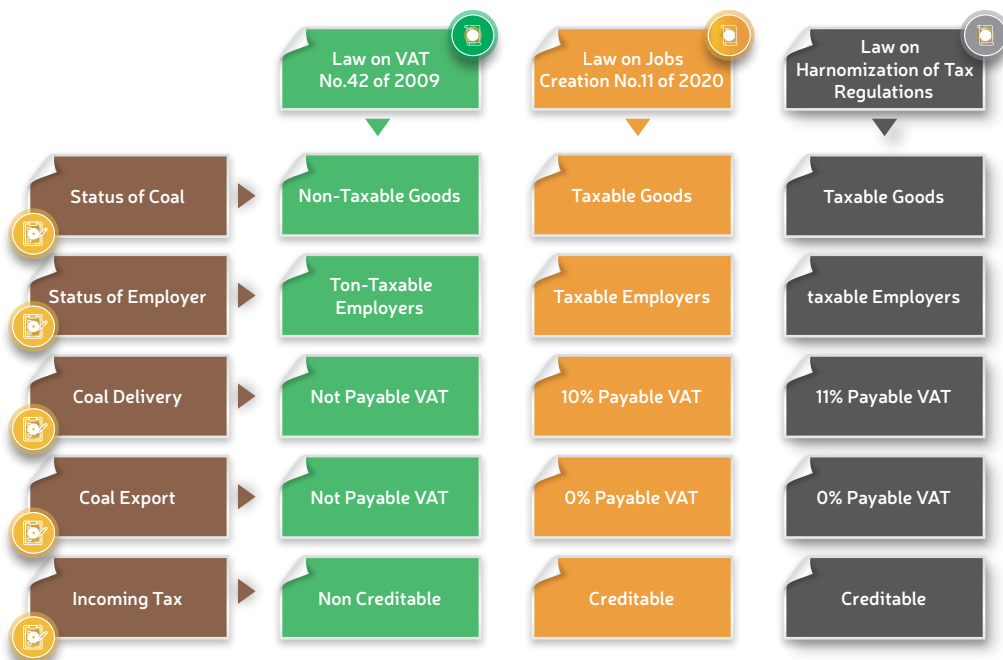 Law on VAT
No.42 of 2009
Law on Jobs
Creation No.11 of 2020
Law on
Harnomization of Tax
Regulations
Status of Coal
Non-Taxable Goods
Taxable Goods
Taxable Goods
Status of Employer
Ton-Taxable
Employers
Taxable Employers
taxable Employers
Coal Delivery
Not Payable VAT
10% Payable VAT
11% Payable VAT
Coal Export
Not Payable VAT
0% Payable VAT
0% Payable VAT
Incoming Tax
Non Creditable
Creditable
Creditable